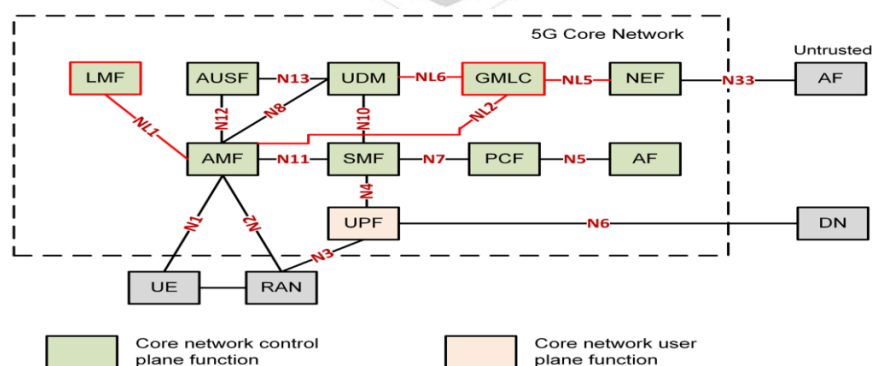 5G Core Network
Untrusted
LMF
AUSF
N13
UDM
NL6
GMLC
NL5
NEF
N33
AF
NL1
N12
N8
N10
NL2
AMF
N11
SMF
N7
PCF
N5
AF
N4
N1
N2
UPF
N6
DN
N3
UE
RAN
Core network control
plane function
Core network user
plane function